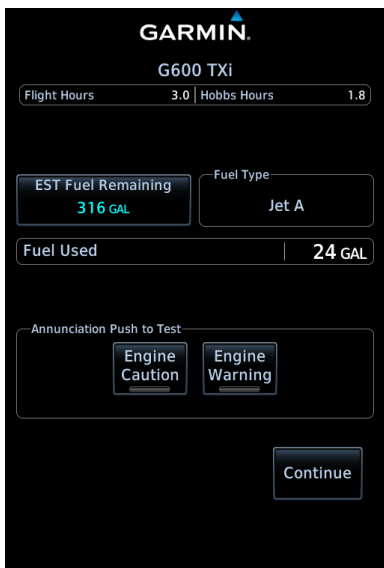 GARMIN.
G600 TXi
Flight Hours 3.0 Hobbs Hours 1.8
EST Fuel Remaining
316 GAL
Fuel Type
Jet A
Fuel Used 24 GAL
Annunciation Push to Test
Engine
Caution
Engine
Warning
Continue